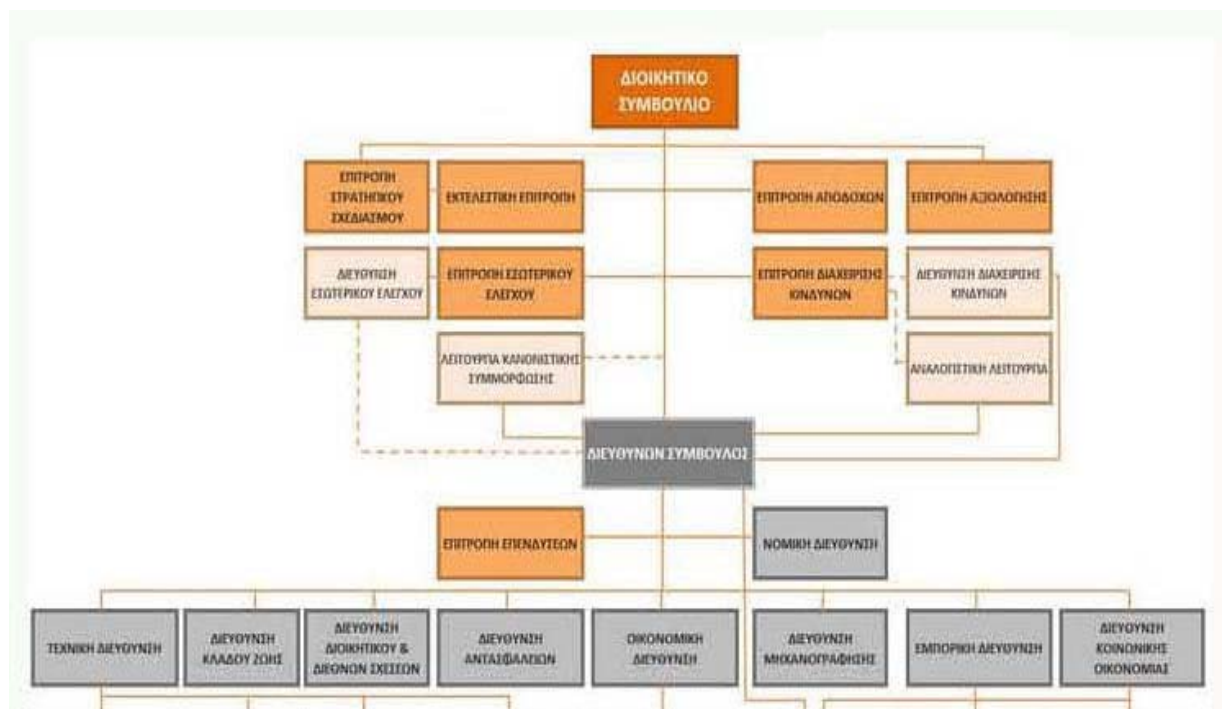 ΔΙΟΙΚΗΤΙΚΟ
ΣΥΜΒΟΥΛΙΟ
ΕΠΙΤΡΟΠΗ
ΣΤΡΑΤΗΓΙΚΟΥ
ΣΧΕΔΙΑΣΜΟΥ
ΕΚΤΕΛΕΣΤΙΚΗ ΕΠΙΤΡΟΠΗ
ΕΠΙΤΡΟΠΗ ΑΠΟΔΟΧΩΝ
ΕΠΙΤΡΟΠΗ ΑΞΙΟΛΟΓΗΣΗΣ
ΔΙΕΥΘΥΝΣΗ
ΕΣΩΤΕΡΙΚΟΥ ΕΛΕΓΧΟΥ
ΕΠΙΤΡΟΠΗ ΕΣΩΤΕΡΙΚΟΥ
ΕΛΕΓΧΟΥ
ΕΠΙΤΡΟΠΗ ΔΙΑΧΕΙΡΙΣΗΣ
ΚΙΝΔΥΝΩΝ
ΔΙΕΥΘΥΝΣΗ ΔΙΑΧΕΙΡΙΣΗΣ
ΚΙΝΔΥΝΩΝ
ΛΕΙΤΟΥΡΓΙΑ ΚΑΝΟΝΙΣΤΙΚΗΣ
ΣΥΜΜΟΡΦΩΣΗΣ
ΑΝΑΛΟΓΙΣΤΙΚΗ ΛΕΙΤΟΥΡΓΙΑ
ΔΙΕΥΘΥΝΩΝ ΣΥΜΒΟΥΛΟΣ
ΕΠΙΤΡΟΠΗ ΕΠΕΝΔΥΣΕΩΝ
ΝΟΜΙΚΗ ΔΙΕΥΘΥΝΣΗ
ΤΕΧΝΙΚΗ ΔΙΕΥΘΥΝΣΗ
ΔΙΕΥΘΥΝΣΗ
ΚΛΑΔΟΥ ΖΩΗΣ
ΔΙΕΥΘΥΝΣΗ
ΔΙΟΙΚΗΤΙΚΟΥ &
ΔΙΕΘΝΩΝ ΣΧΕΣΕΩΝ
ΔΙΕΥΘΥΝΣΗ
ΑΝΤΑΣΦΑΛΕΙΩΝ
ΟΙΚΟΝΟΜΙΚΗ
ΔΙΕΥΘΥΝΣΗ
ΔΙΕΥΘΥΝΣΗ
ΜΗΧΑΝΟΓΡΑΦΗΣΗΣ
ΕΜΠΟΡΙΚΗ ΔΙΕΥΘΥΝΣΗ
ΔΙΕΥΘΥΝΣΗ
ΚΟΙΝΩΝΙΚΗΣ
ΟΙΚΟΝΟΜΙΑΣ